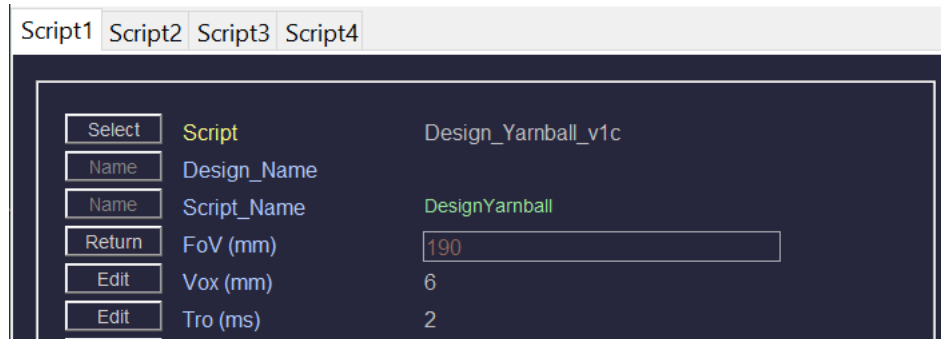 Script1 Script2 Script3 Script4
Select Script Design_Yarnball_v1c
Name Design_Name
Name Script_Name DesignYarnball
Return FoV (mm) 190
Edit Vox (mm) 6
Edit Tro (ms) 2